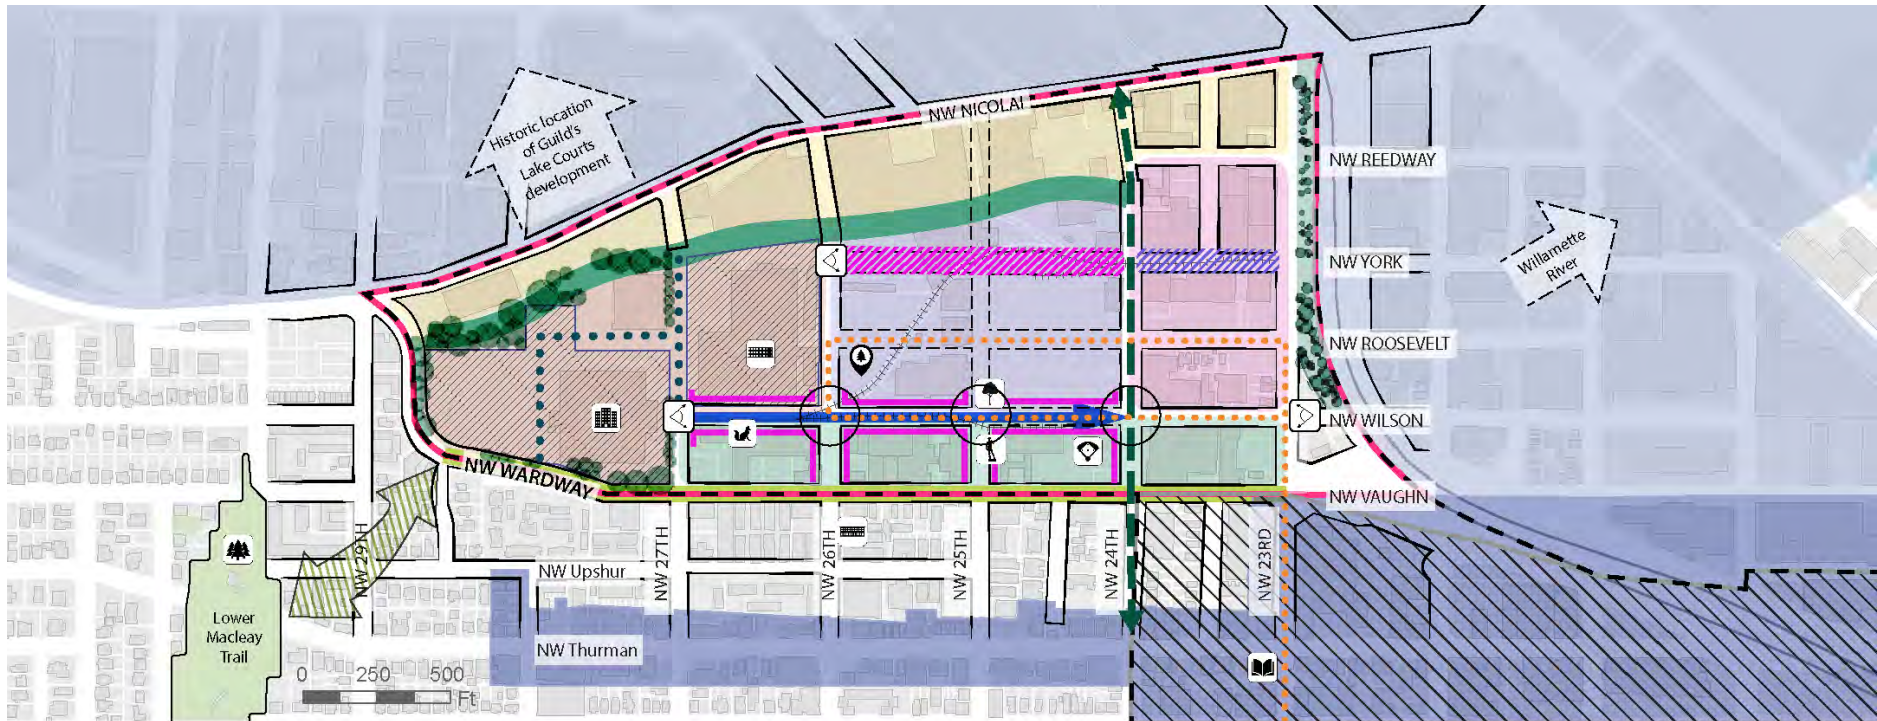 NW NICOLAI
Historic location
of Guild's
Lake Courts
development
NW REEDWAY
Willamette
River
NW YORK
NW ROOSEVELT
NW WILSON
NW WARDWAY
NW VAUGHN
NW 29TH
NW 27TH
NW 26TH
NW 25TH
NW 24TH
NW 23RD
NW Upshur
Lower
Macleay
Trail
NW Thurman
0 250 500
Ft